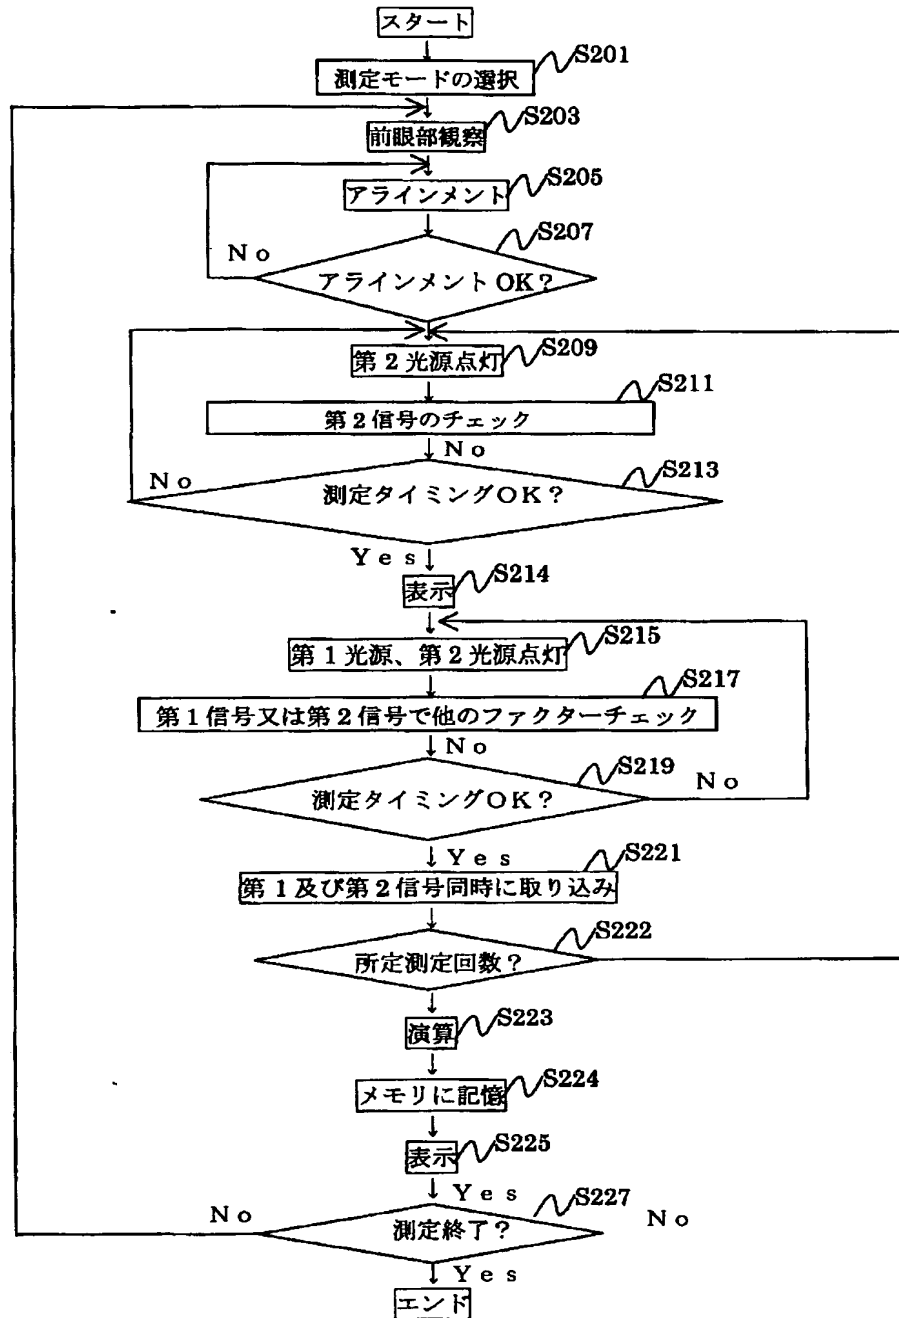 スタート
S201
測定モードの選択
S203
前眼部観察
S205
アラインメント
S207
No
アラインメントOK?
S209
第2光源点灯
S211
第2信号のチェック
No
S213
No
測定タイミングOK?
Yes
S214
表示
S215
第1光源、第2光源点灯
S217
第1信号又は第2信号で他のファクターチェック
No
S219
No
測定タイミングOK?
Yes
S221
第1及び第2信号同時に取り込み
S222
所定測定回数?
S223
演算
S224
メモリに記憶
S225
表示
Yes
S227
No
No
測定終了?
Yes
エンド